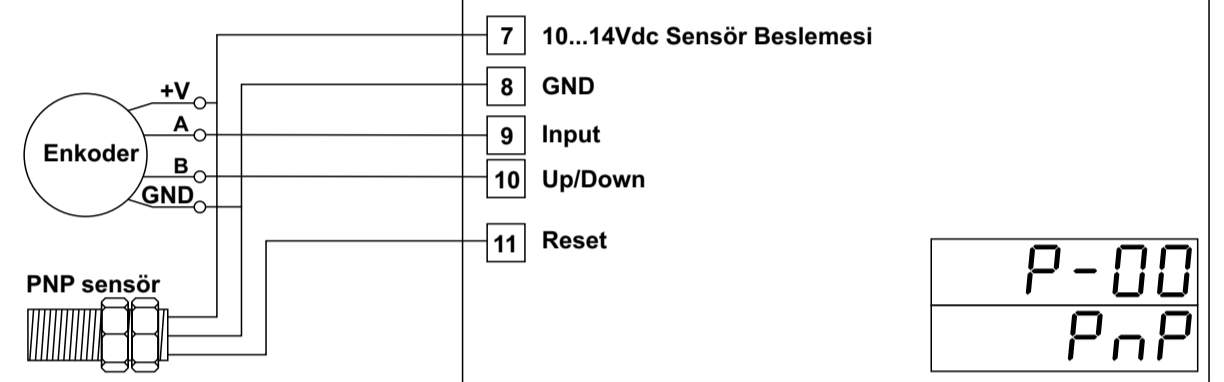 7 10...14Vdc Sensör Beslemesi
8 GND
+V
A
9 Input
Enkoder
B
10 Up/Down
GND
11 Reset
PNP sensör
P-00
PnP